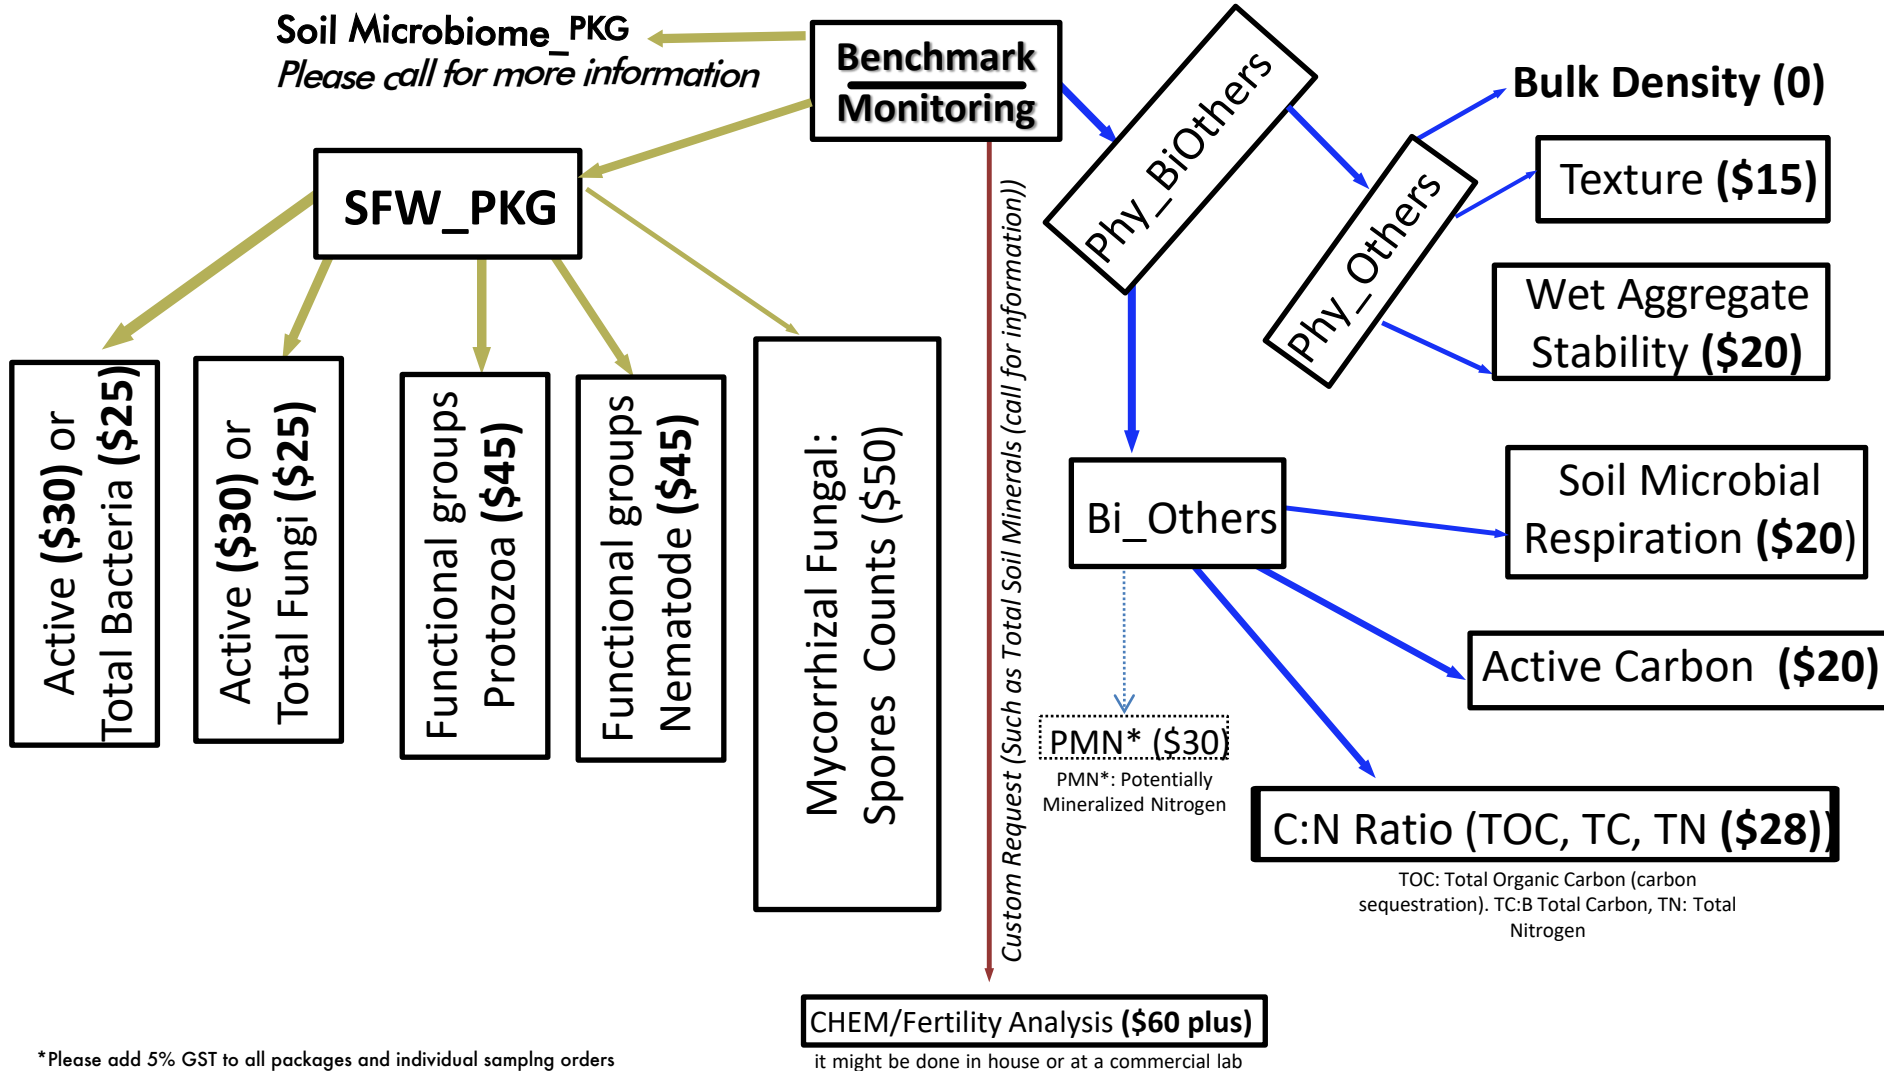 Soil Microbiome_PKG
Please call for more information
Benchmark
Monitoring
SFW_PKG
Active ($30) or
Total Bacteria ($25)
Active ($30) or
Total Fungi ($25)
Functional groups
Protozoa ($45)
Functional groups
Nematode ($45)
Mycorrhizal Fungal:
Spores Counts ($50)
Custom Request (Such as Total Soil Minerals (call for information))
Phy_BiOthers
Phy_Others
Bulk Density (0)
Texture ($15)
Wet Aggregate
Stability ($20)
Bi_Others
Soil Microbial
Respiration ($20)
Active Carbon ($20)
PMN* ($30)
PMN*: Potentially
Mineralized Nitrogen
C:N Ratio (TOC, TC, TN ($28))
TOC: Total Organic Carbon (carbon
sequestration). TC:B Total Carbon, TN: Total
Nitrogen
CHEM/Fertility Analysis ($60 plus)
it might be done in house or at a commercial lab
*Please add 5% GST to all packages and individual samplng orders